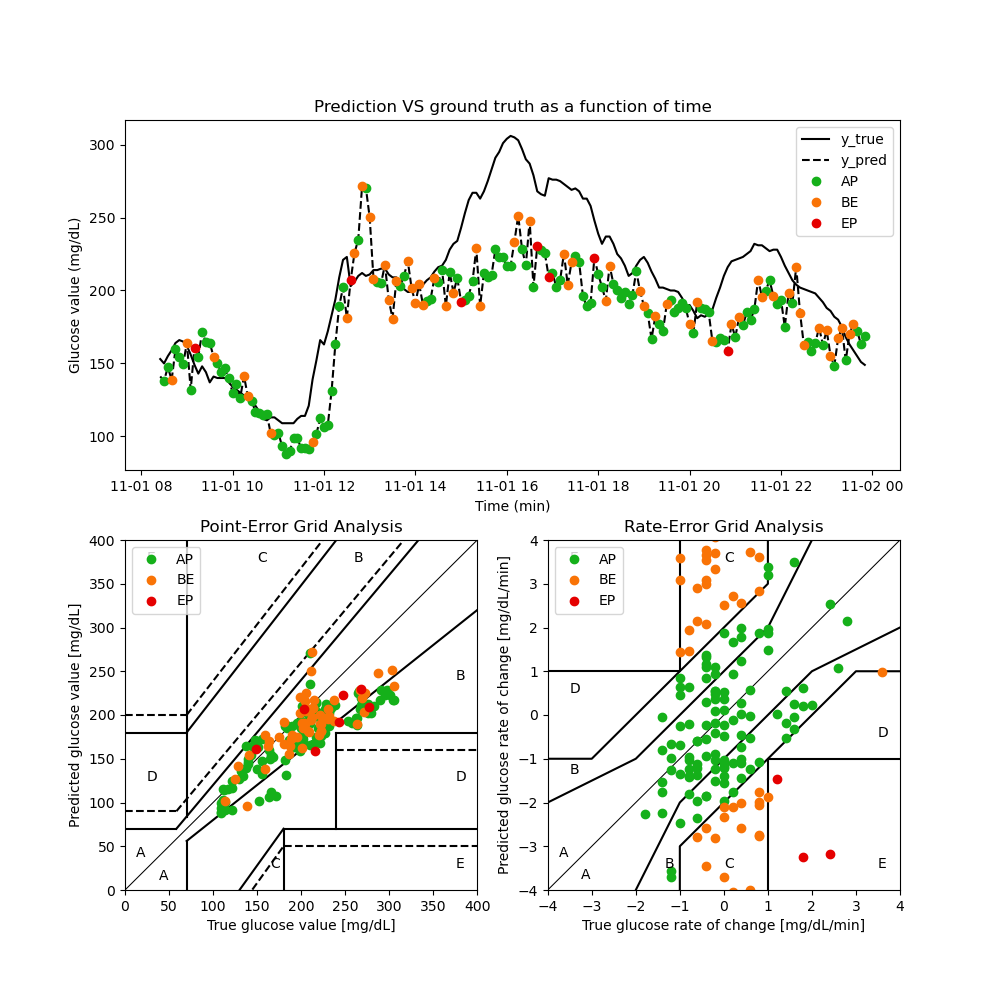 Prediction VS ground truth as a function of time
Glucose value (mg/dL)
300
250
200
150
100
y_true
y_pred
AP
BE
EP
11-01 08 11-01 10 11-01 12 11-01 14 11-01 16 11-01 18 11-01 20 11-01 22 11-02 00
Time (min)
Point-Error Grid Analysis
Predicted glucose value [mg/dL]
400
350
300
250
200
150
100
50
0
AP
BE
EP
C
B
B
D
D
A
A
C
E
0 50 100 150 200 250 300 350 400
True glucose value [mg/dL]
Rate-Error Grid Analysis
Predicted glucose rate of change [mg/dL/min]
4
3
2
1
0
−1
−2
−3
−4
AP
BE
EP
C
D
D
B
A
A
B
C
E
−4 −3 −2 −1 0 1 2 3 4
True glucose rate of change [mg/dL/min]